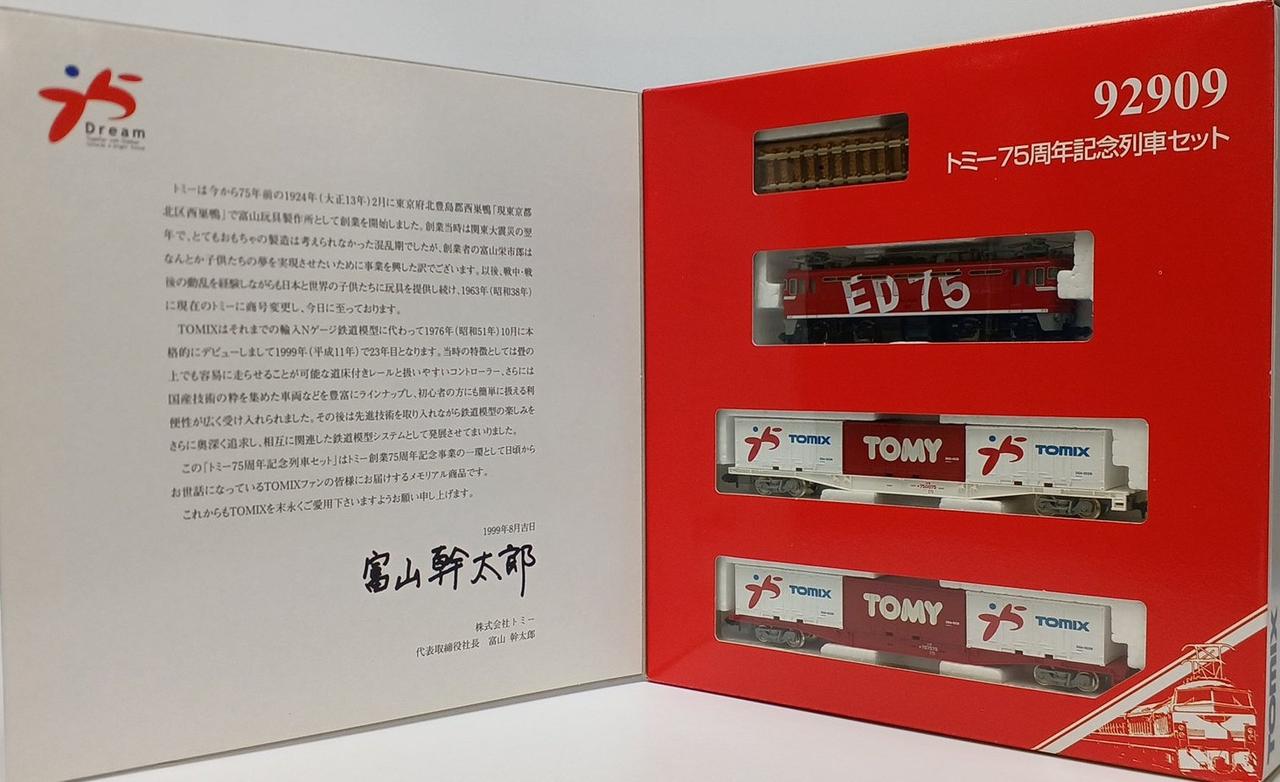 Dream
トミーは今から75年前の1924年(大正13年)2月に東京府北豊島郡西巣鴨「現東京都
北区西巣鴨」で富山玩具製作所として創業を開始しました。創業当時は関東大震災の翌
年で、とてもおもちゃの製造は考えられなかった混乱期でしたが、創業者の富山栄市郎は
なんとか子供たちの夢を実現させたいために事業を興した訳でございます。以後、戦中・戦
後の動乱を経験しながらも日本と世界の子供たちに玩具を提供し続け、1963年(昭和38年)
に現在のトミーに商号変更し、今日に至っております。
TOMIXはそれまでの輸入Nゲージ鉄道模型に代わって1976年(昭和51年)10月に本
格的にデビューしまして1999年(平成11年)で23年目となります。当時の特徴としては畳の
上でも容易に走らせることが可能な道床付きレールと扱いやすいコントローラー、さらには
国産技術の粋を集めた車両などを豊富にラインナップし、初心者の方にも簡単に扱える利
便性が広く受け入れられました。その後は先進技術を取り入れながら鉄道模型の楽しみを
さらに奥深く追求し、相互に関連した鉄道模型システムとして発展させてまいりました。
この「トミー75周年記念列車セット」はトミー創業75周年記念事業の一環として日頃から
お世話になっているTOMIXファンの皆様にお届けするメモリアル商品です。
これからもTOMIXを末永くご愛用下さいますようお願い申し上げます。
1999年8月吉日
富山幹太郎
株式会社トミー
代表取締役社長 富山 幹太郎
92909
トミー75周年記念列車セット
ED75
75 TOMIX TOMY 75 TOMIX
75 TOMIX TOMY 75 TOMIX
TOMIX